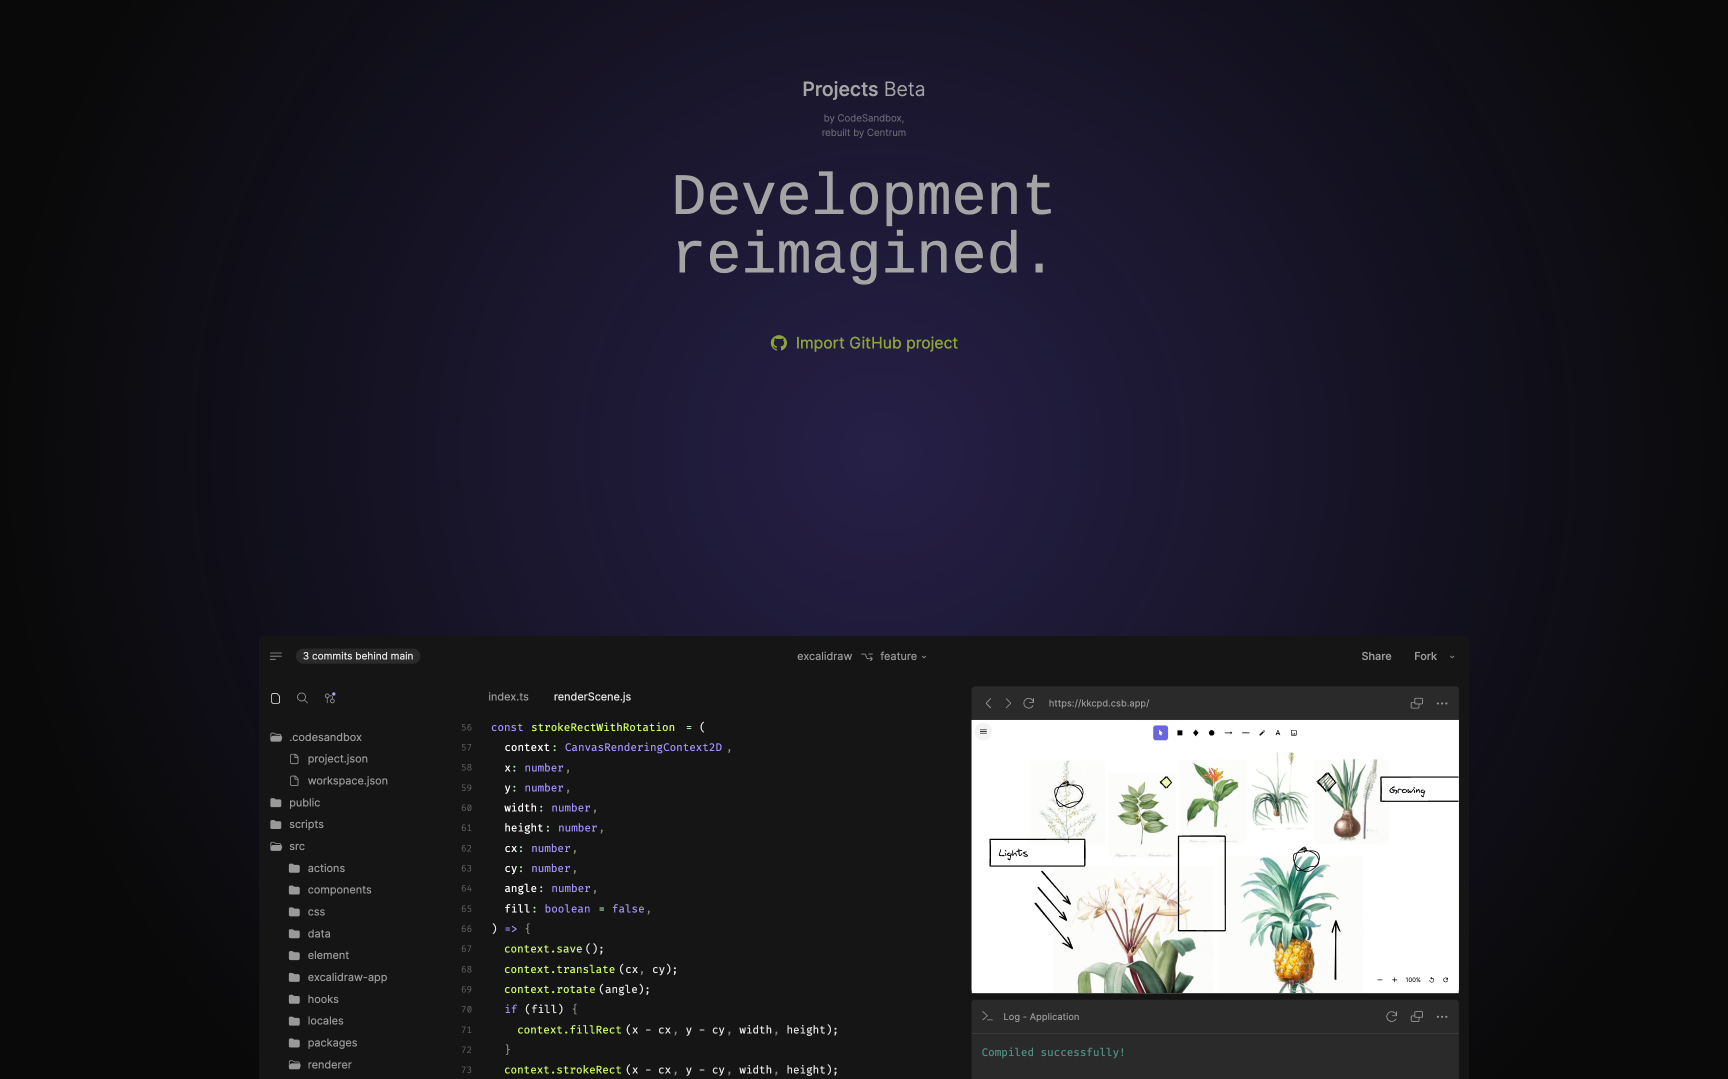 Projects Beta
by CodeSandbox,
rebuilt by Centrum
Development
reimagined.
Import GitHub project
3 commits behind main
excalidraw feature
Share Fork
.codesandbox
project.json
workspace.json
public
scripts
src
actions
components
css
data
element
excalidraw-app
hooks
locales
packages
renderer
index.ts renderScene.js
56 const strokeRectWithRotation = (
57 context: CanvasRenderingContext2D ,
58 x: number,
59 y: number,
60 width: number,
61 height: number,
62 cx: number,
63 cy: number,
64 angle: number,
65 fill: boolean = false,
66 ) => {
67 context.save();
68 context.translate(cx, cy);
69 context.rotate(angle);
70 if (fill) {
71 context.fillRect(x - cx, y - cy, width, height);
72 }
73 context.strokeRect(x - cx, y - cy, width, height);
https://kkcpd.csb.app/
A
Growing
Lights
100%
Log - Application
Compiled successfully!